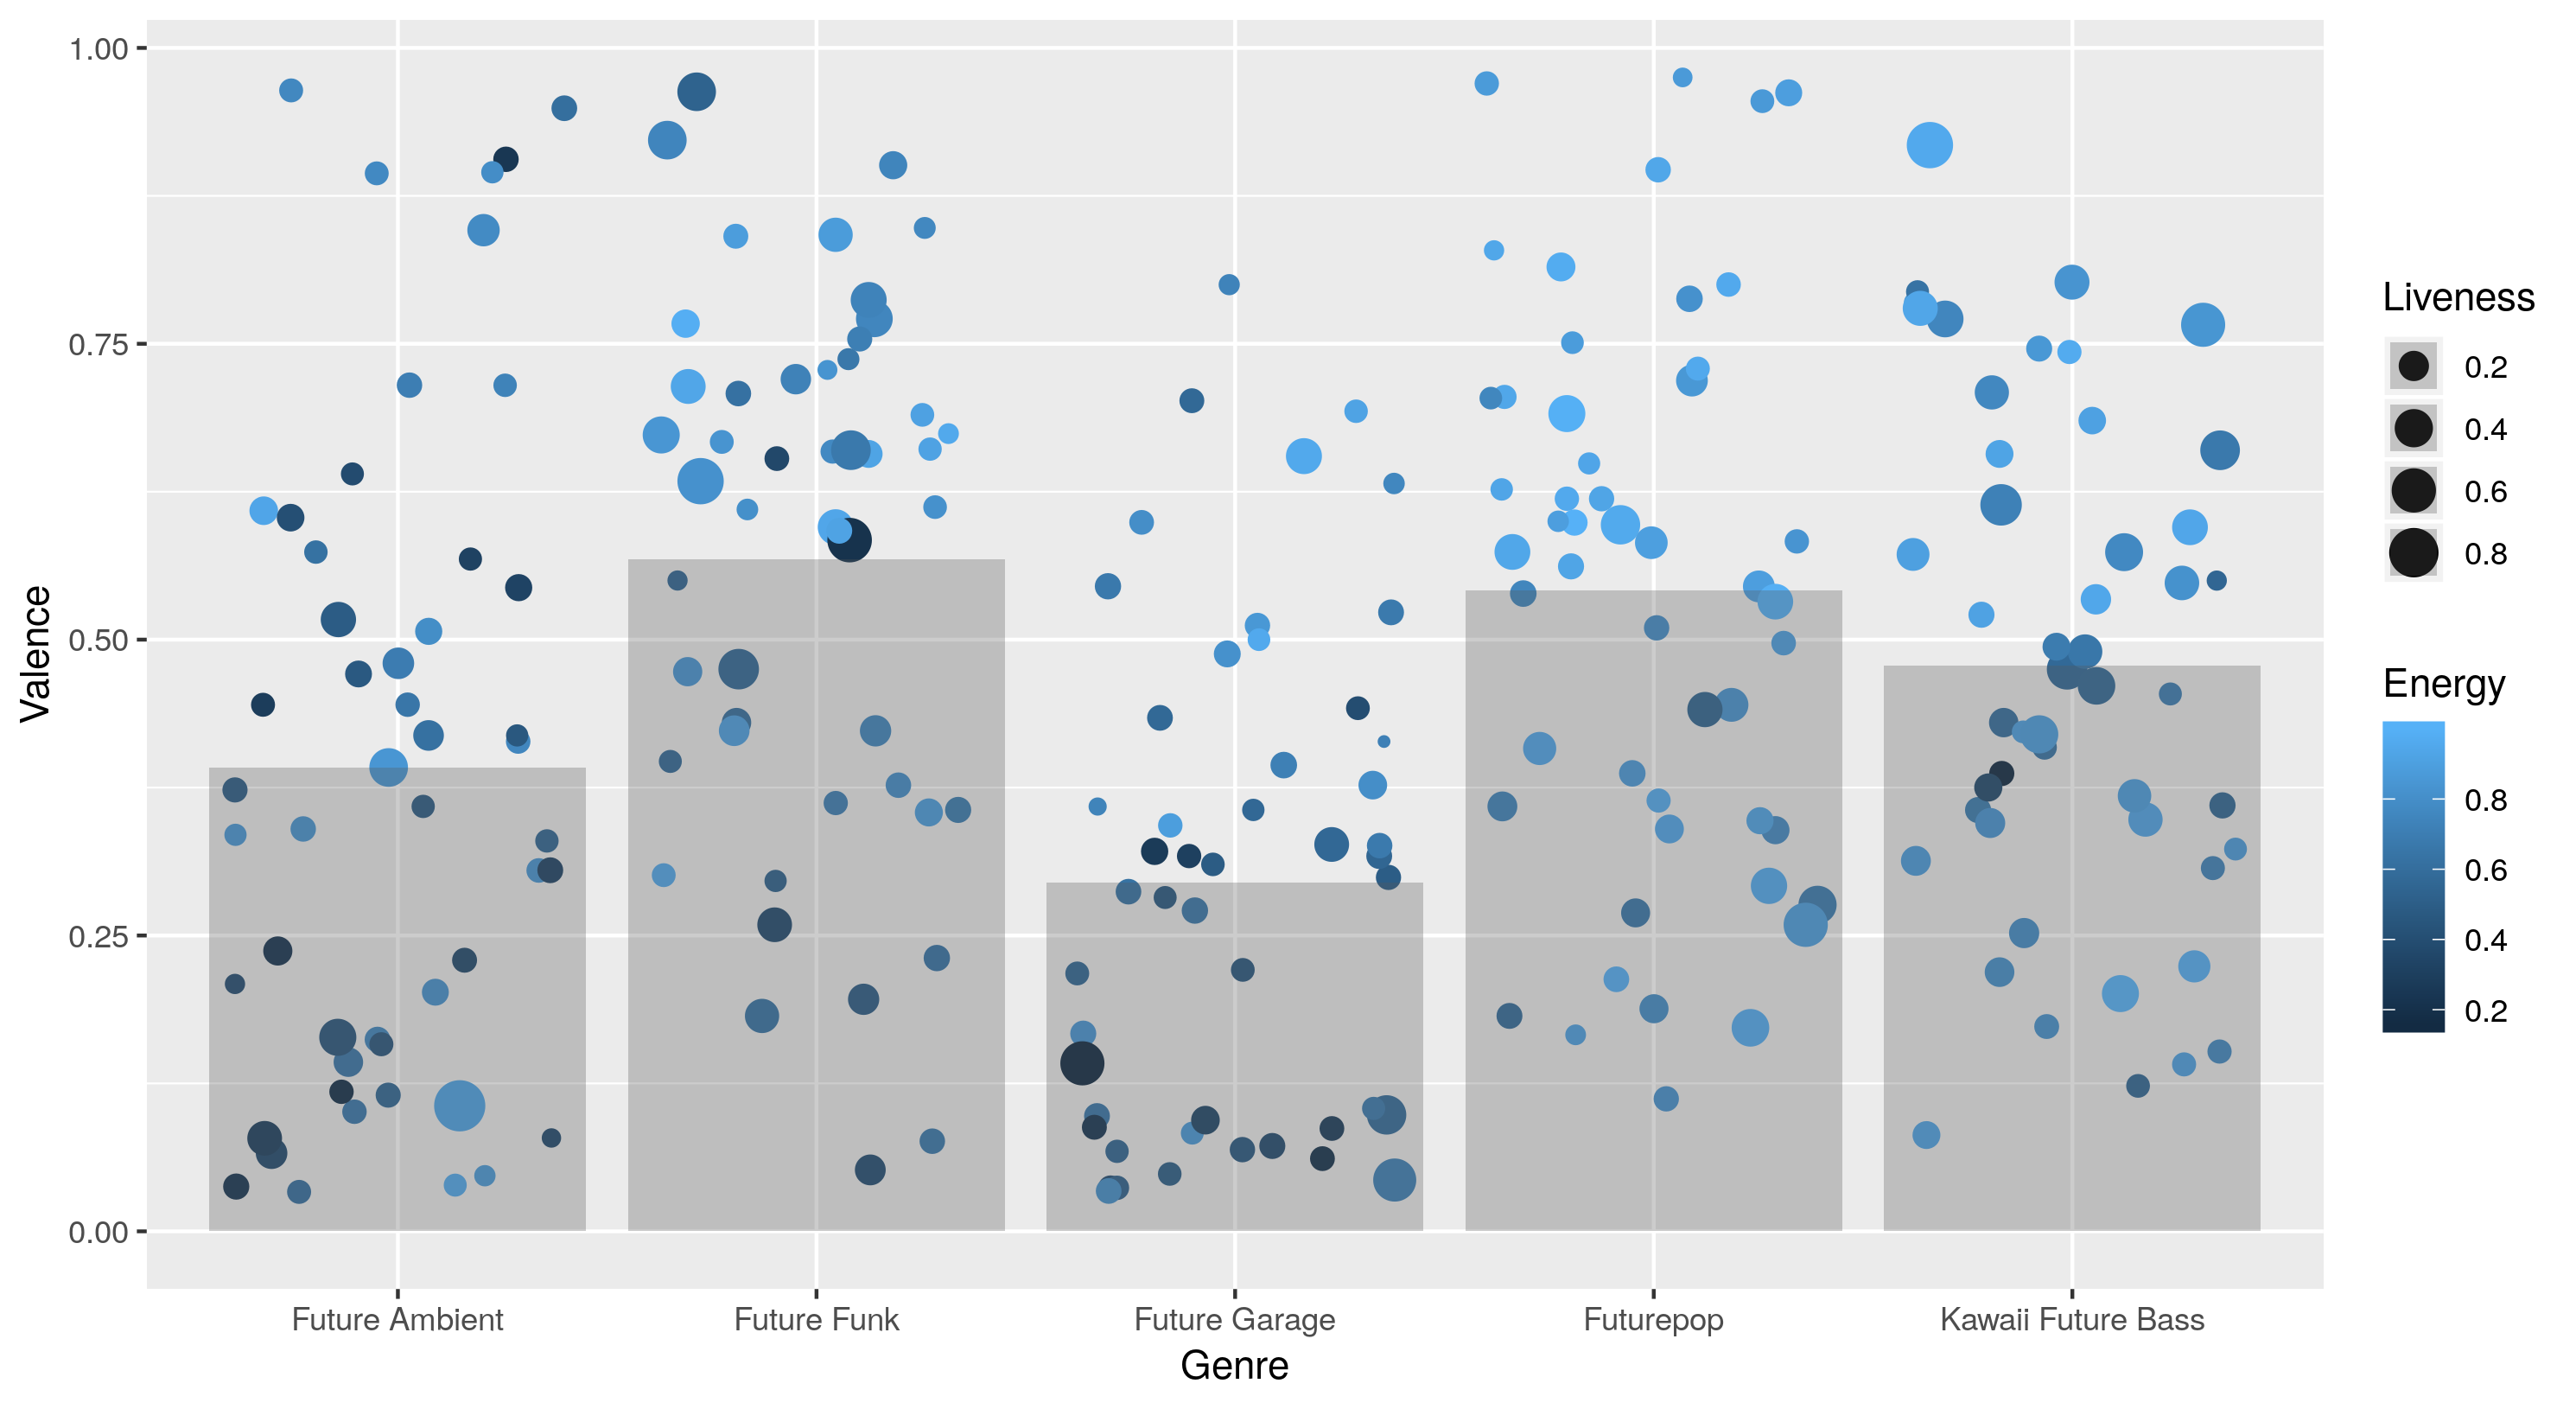 1.00
0.75
0.50
0.25
0.00
Valence
Future Ambient
Future Funk
Future Garage
Futurepop
Kawaii Future Bass
Genre
Liveness
0.2
0.4
0.6
0.8
Energy
0.8
0.6
0.4
0.2